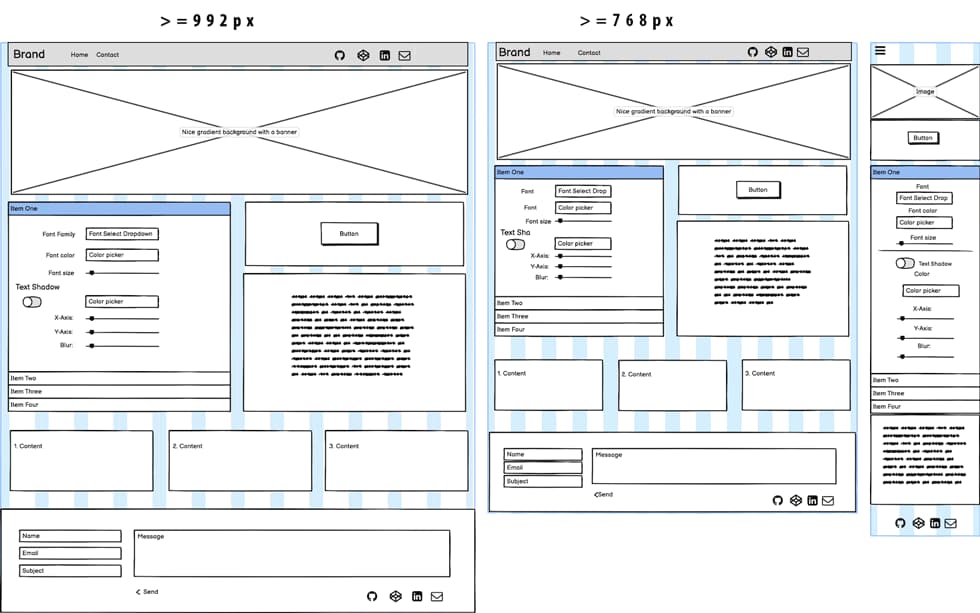 >=992px
Brand Home Contact
Nice gradient background with a banner
Item One
Font Family Font Select Dropdown
Font color Color picker
Font size
Text Shadow
Color picker
X-Axis:
Y-Axis:
Blur:
Item Two
Item Three
Item Four
Button
1. Content
2. Content
3. Content
Name
Email
Subject
Message
< Send
>=768px
Brand Home Contact
Nice gradient background with a banner
Item One
Font Font Select Drop
Font Color picker
Font size
Text Sha
Color picker
X-Axis:
Y-Axis:
Blur:
Item Two
Item Three
Item Four
Button
1. Content
2. Content
3. Content
Name
Email
Subject
Message
<Send
Image
Button
Item One
Font
Font Select Drop
Font color
Color picker
Font size
Text Shadow
Color
Color picker
X-Axis:
Y-Axis:
Blur:
Item Two
Item Three
Item Four